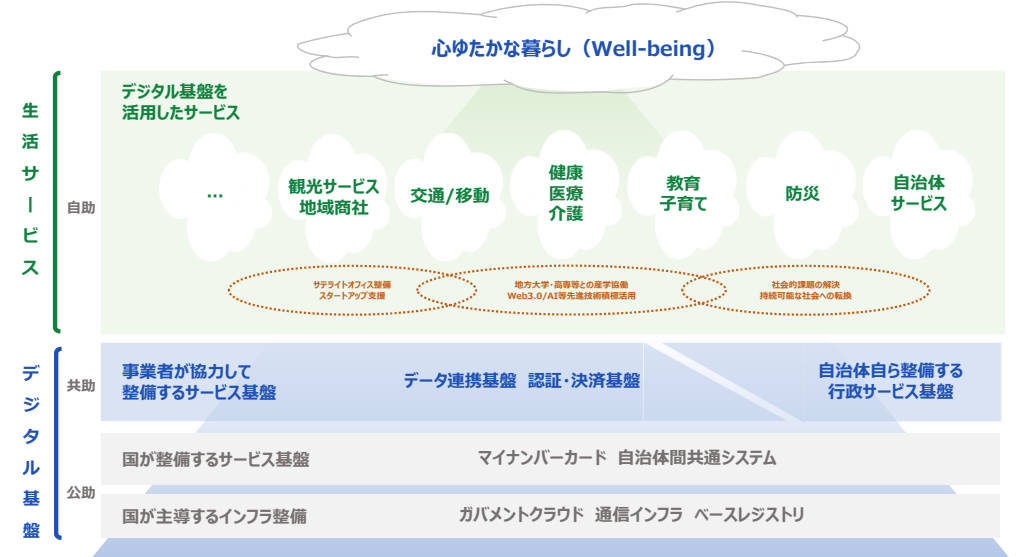 心ゆたかな暮らし（Well-being）
生活サービス
自助
デジタル基盤を
活用したサービス
…
観光サービス
地域商社
交通/移動
健康
医療
介護
教育
子育て
防災
自治体
サービス
サテライトオフィス整備
スタートアップ支援
地方大学・高専等との産学協働
Web3.0/AI等先進技術積極活用
社会的課題の解決
持続可能な社会への転換
デジタル基盤
共助
事業者が協力して
整備するサービス基盤
データ連携基盤 認証・決済基盤
自治体自ら整備する
行政サービス基盤
公助
国が整備するサービス基盤
マイナンバーカード 自治体間共通システム
国が主導するインフラ整備
ガバメントクラウド 通信インフラ ベースレジストリ